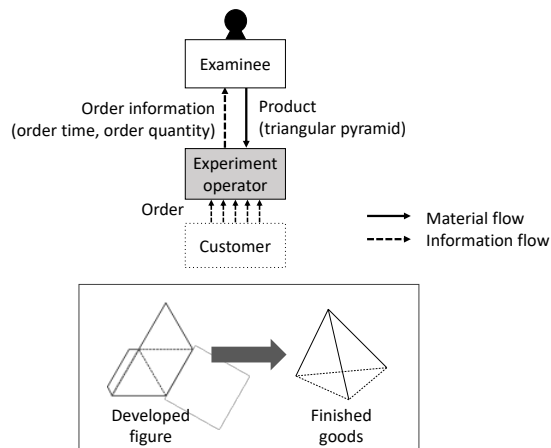 Examinee
Order information
(order time, order quantity)
Product
(triangular pyramid)
Experiment
operator
Order
Customer
Material flow
Information flow
Developed
figure
Finished
goods